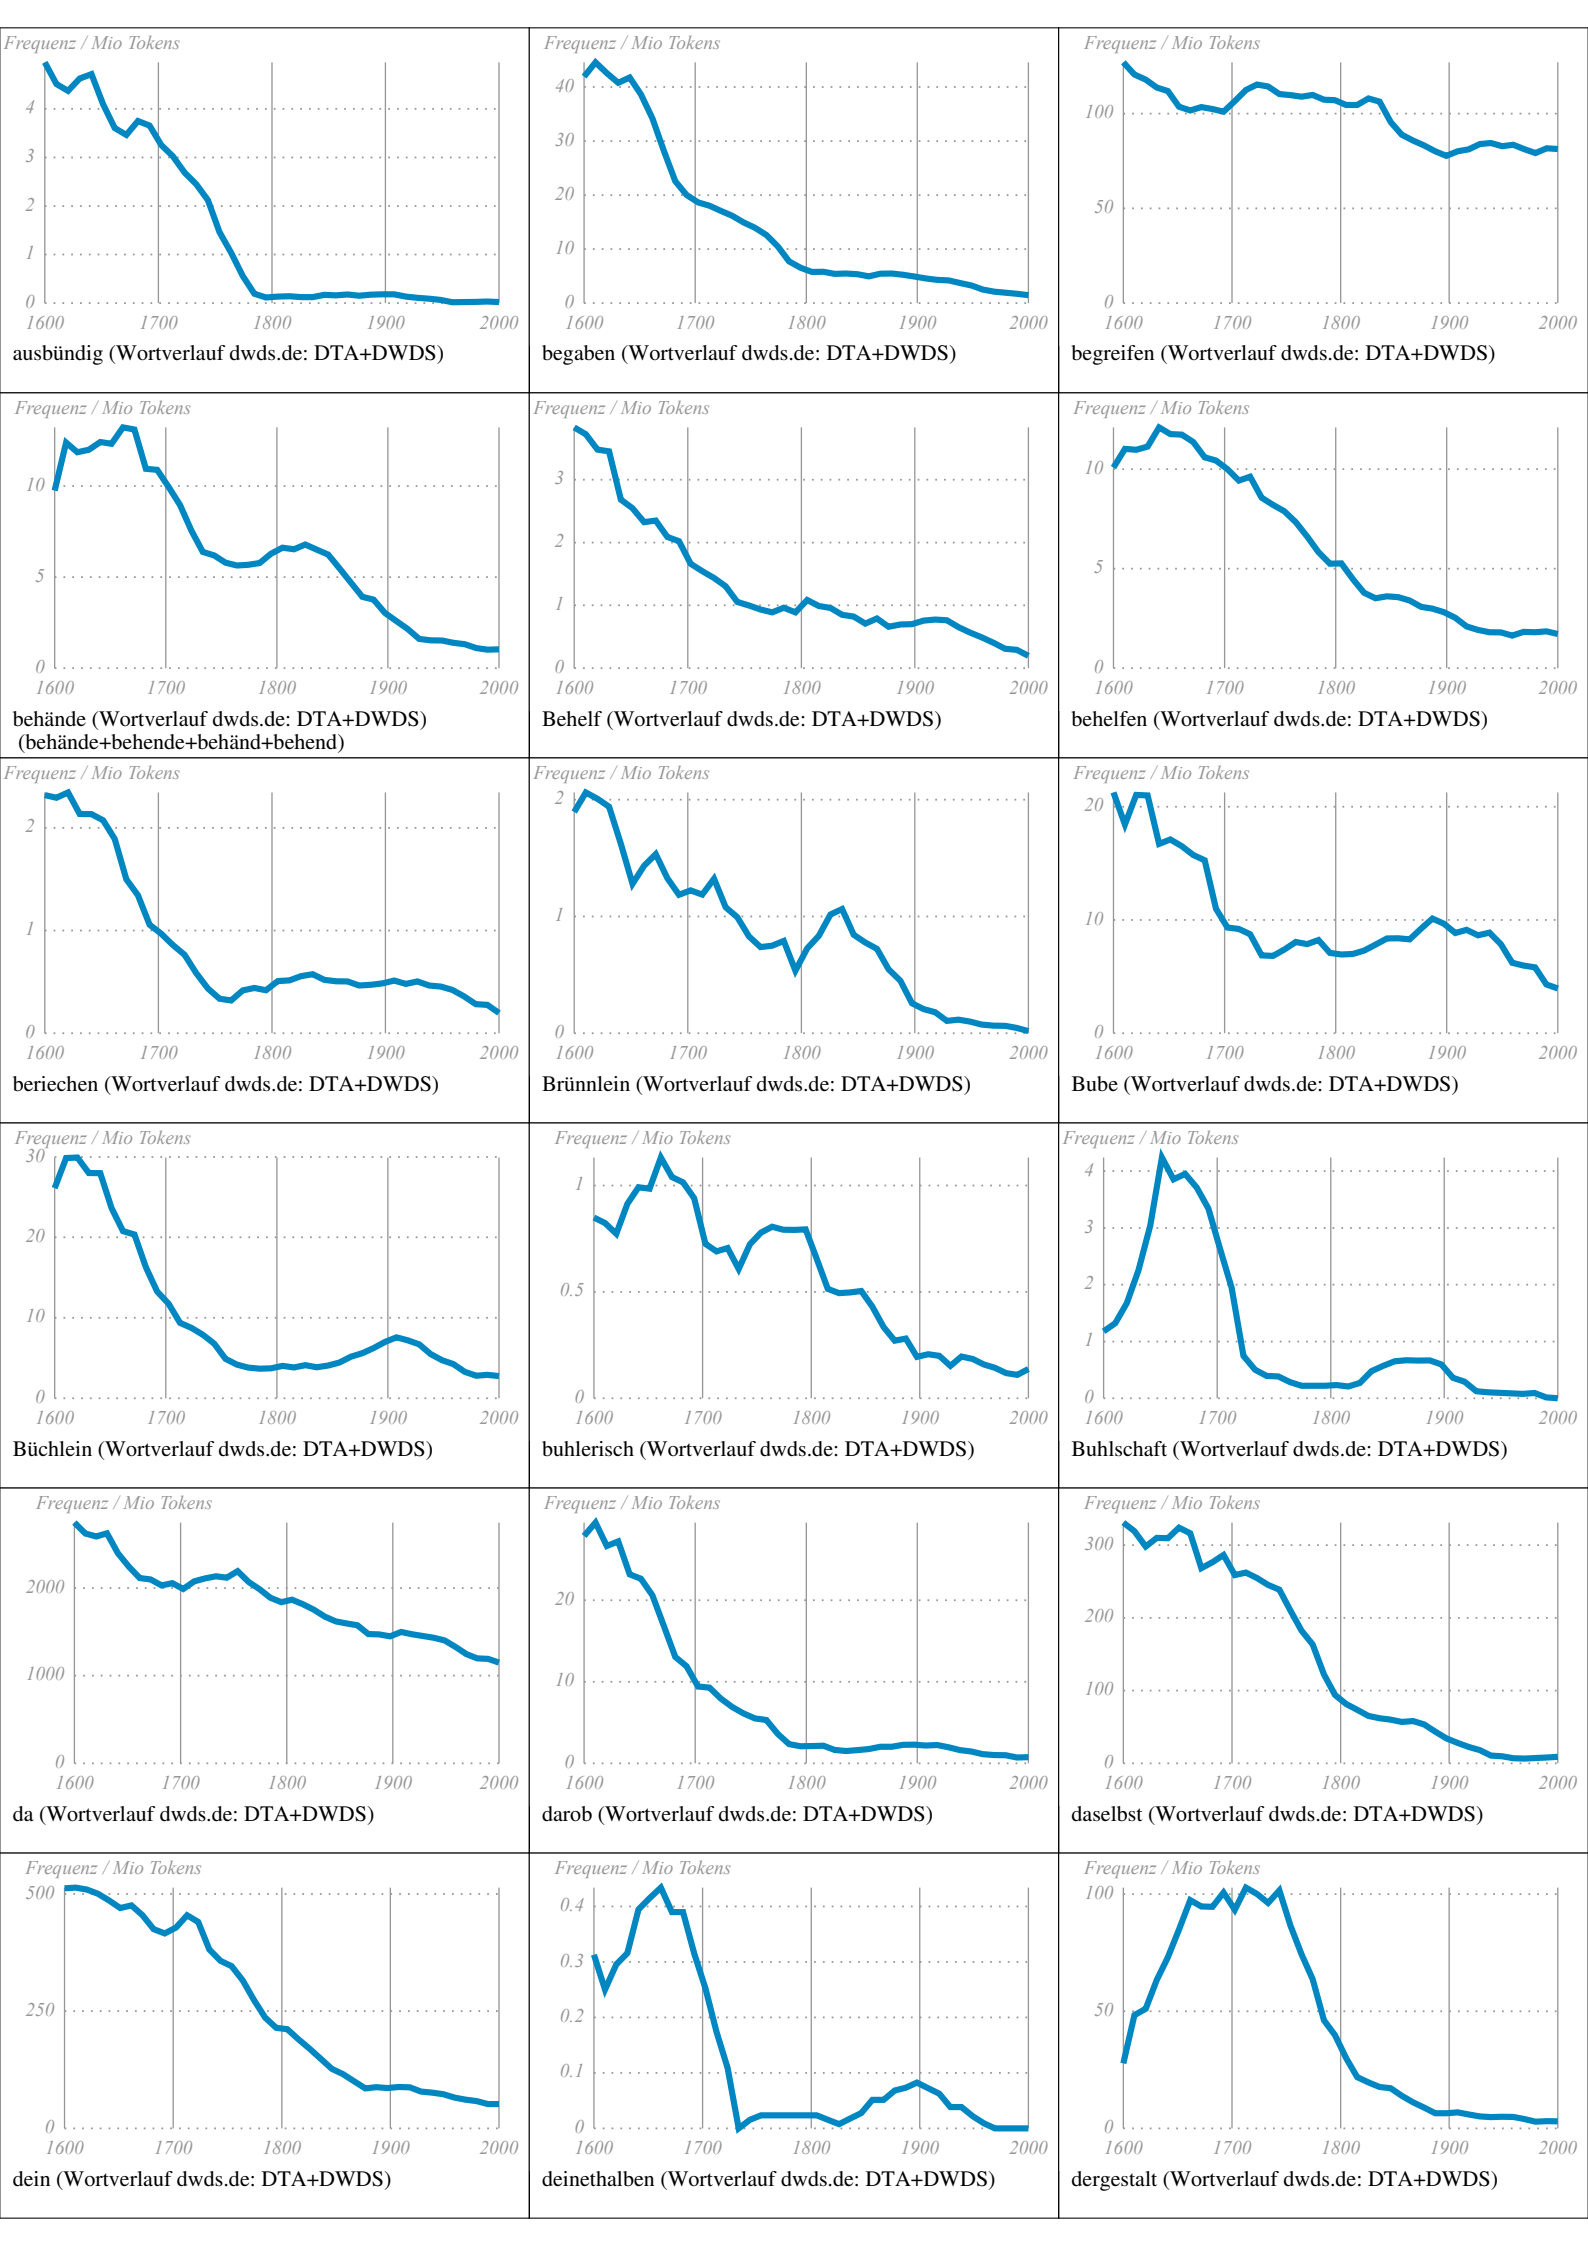 Frequenz / Mio Tokens
4
3
2
1
0
1600 1700 1800 1900 2000
ausbündig (Wortverlauf dwds.de: DTA+DWDS)
Frequenz / Mio Tokens
40
30
20
10
0
1600 1700 1800 1900 2000
begaben (Wortverlauf dwds.de: DTA+DWDS)
Frequenz / Mio Tokens
100
50
0
1600 1700 1800 1900 2000
begreifen (Wortverlauf dwds.de: DTA+DWDS)
Frequenz / Mio Tokens
10
5
0
1600 1700 1800 1900 2000
behände (Wortverlauf dwds.de: DTA+DWDS)
(behände+behende+behänd+behend)
Frequenz / Mio Tokens
3
2
1
0
1600 1700 1800 1900 2000
Behelf (Wortverlauf dwds.de: DTA+DWDS)
Frequenz / Mio Tokens
10
5
0
1600 1700 1800 1900 2000
behelfen (Wortverlauf dwds.de: DTA+DWDS)
Frequenz / Mio Tokens
2
1
0
1600 1700 1800 1900 2000
beriechen (Wortverlauf dwds.de: DTA+DWDS)
Frequenz / Mio Tokens
2
1
0
1600 1700 1800 1900 2000
Brünnlein (Wortverlauf dwds.de: DTA+DWDS)
Frequenz / Mio Tokens
20
10
0
1600 1700 1800 1900 2000
Bube (Wortverlauf dwds.de: DTA+DWDS)
Frequenz / Mio Tokens
30
20
10
0
1600 1700 1800 1900 2000
Büchlein (Wortverlauf dwds.de: DTA+DWDS)
Frequenz / Mio Tokens
1
0.5
0
1600 1700 1800 1900 2000
buhlerisch (Wortverlauf dwds.de: DTA+DWDS)
Frequenz / Mio Tokens
4
3
2
1
0
1600 1700 1800 1900 2000
Buhlschaft (Wortverlauf dwds.de: DTA+DWDS)
Frequenz / Mio Tokens
2000
1000
0
1600 1700 1800 1900 2000
da (Wortverlauf dwds.de: DTA+DWDS)
Frequenz / Mio Tokens
20
10
0
1600 1700 1800 1900 2000
darob (Wortverlauf dwds.de: DTA+DWDS)
Frequenz / Mio Tokens
300
200
100
0
1600 1700 1800 1900 2000
daselbst (Wortverlauf dwds.de: DTA+DWDS)
Frequenz / Mio Tokens
500
250
0
1600 1700 1800 1900 2000
dein (Wortverlauf dwds.de: DTA+DWDS)
Frequenz / Mio Tokens
0.4
0.3
0.2
0.1
0
1600 1700 1800 1900 2000
deinethalben (Wortverlauf dwds.de: DTA+DWDS)
Frequenz / Mio Tokens
100
50
0
1600 1700 1800 1900 2000
dergestalt (Wortverlauf dwds.de: DTA+DWDS)